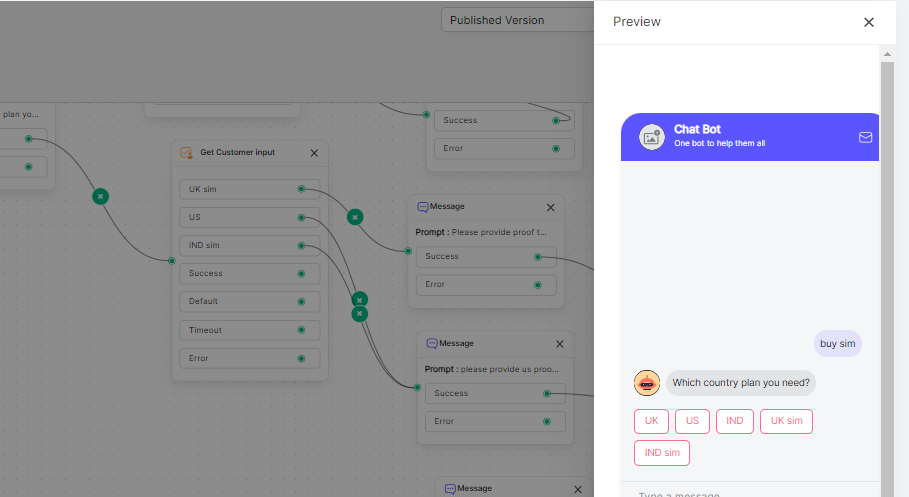 Published Version
Preview
plan yo...
Success
Error
Get Customer input
UK sim
US
IND sim
Success
Default
Timeout
Error
Message
Prompt : Please provide proof t...
Success
Error
Message
Prompt : please provide us proo...
Success
Error
Message
Chat Bot
One bot to help them all
buy sim
Which country plan you need?
UK
US
IND
UK sim
IND sim
Type a message